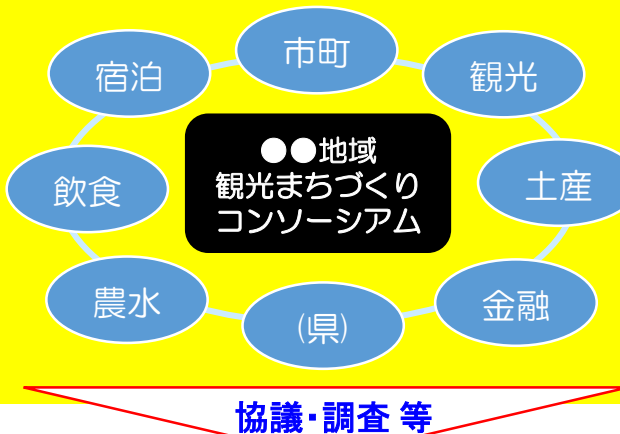 市町
宿泊
観光
●●地域
観光まちづくり
コンソーシアム
飲食
土産
農水
(県)
金融
協議・調査 等